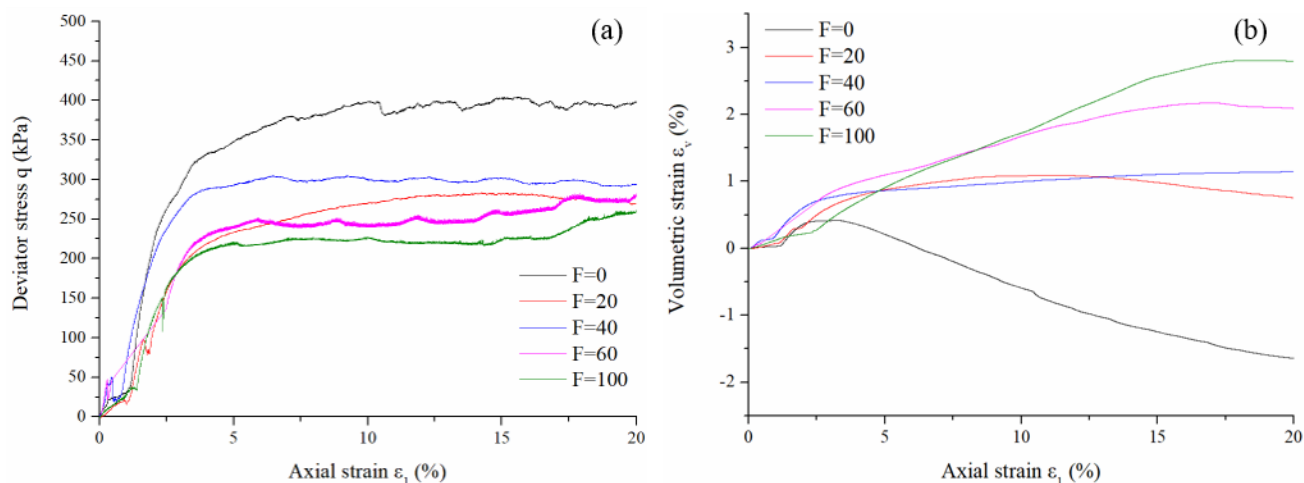 (a)
Deviator stress q (kPa)
500
450
400
350
300
250
200
150
100
50
0
F=0
F=20
F=40
F=60
F=100
0
5
10
15
20
Axial strain ε₁ (%)
(b)
Volumetric strain εᵥ (%)
3
2
1
0
-1
-2
F=0
F=20
F=40
F=60
F=100
0
5
10
15
20
Axial strain ε₁ (%)